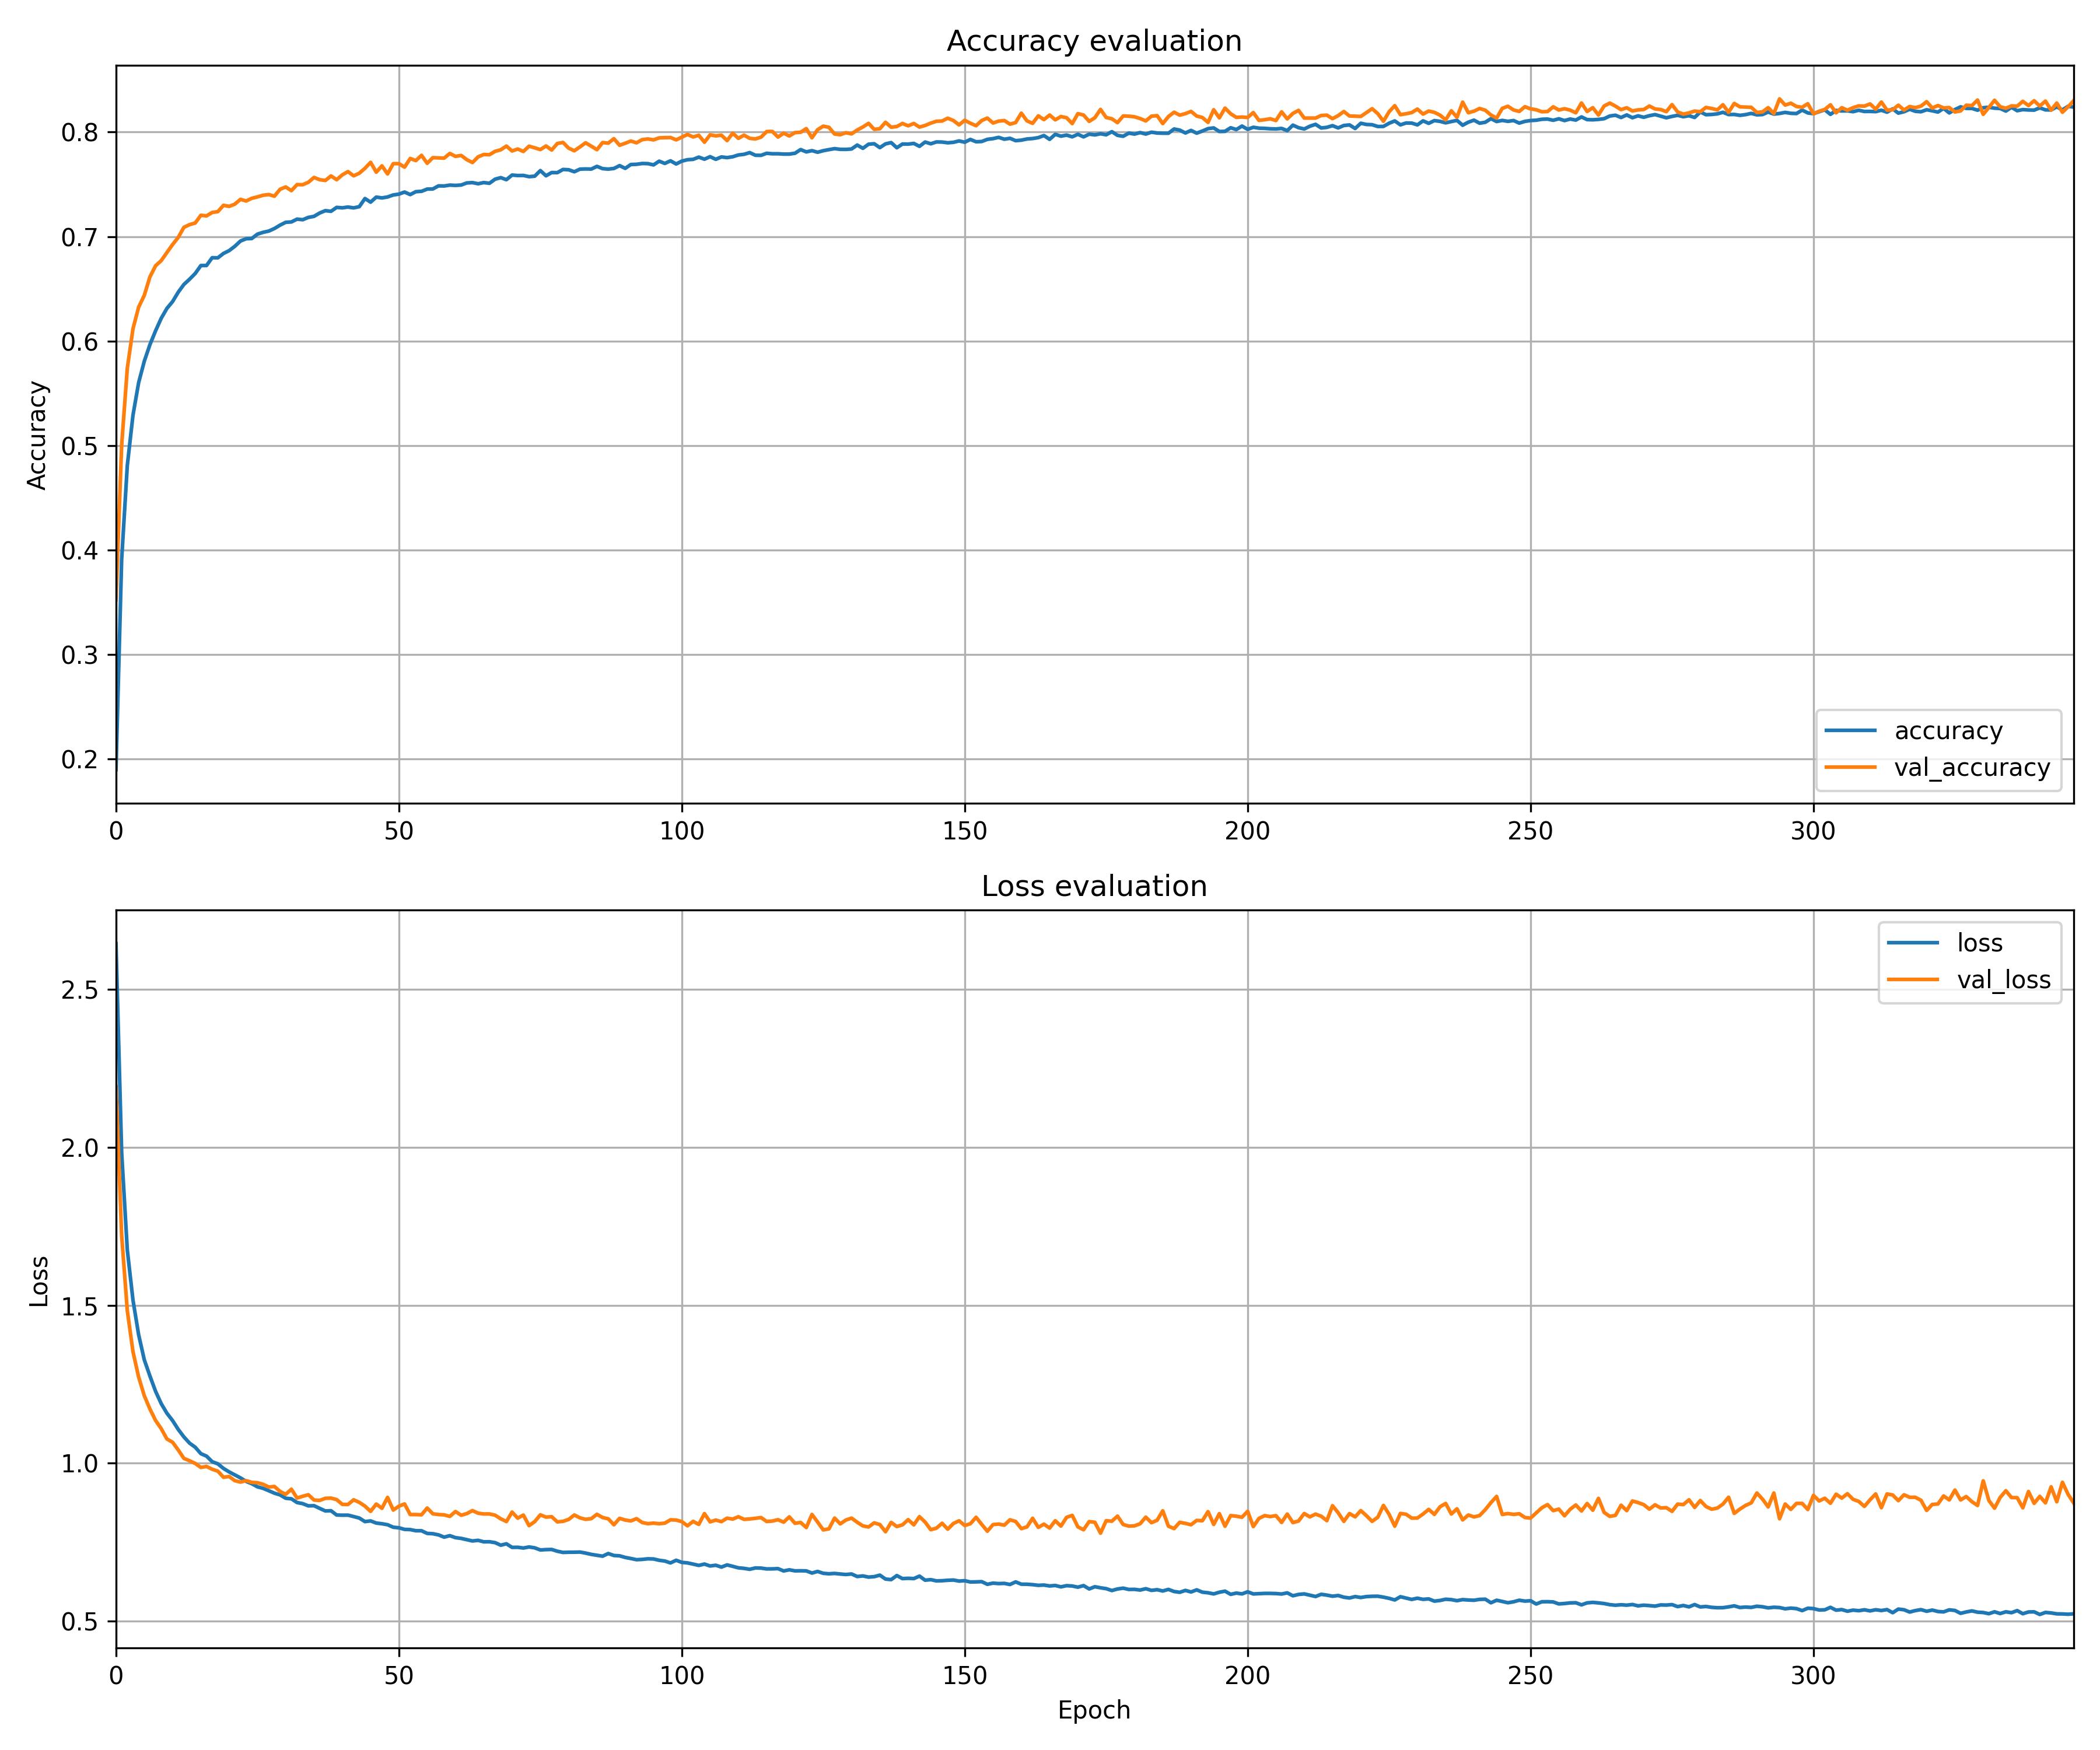 Accuracy evaluation
Accuracy
0.8
0.7
0.6
0.5
0.4
0.3
0.2
accuracy
val_accuracy
0 50 100 150 200 250 300
Loss evaluation
Loss
2.5
2.0
1.5
1.0
0.5
loss
val_loss
0 50 100 150 200 250 300
Epoch